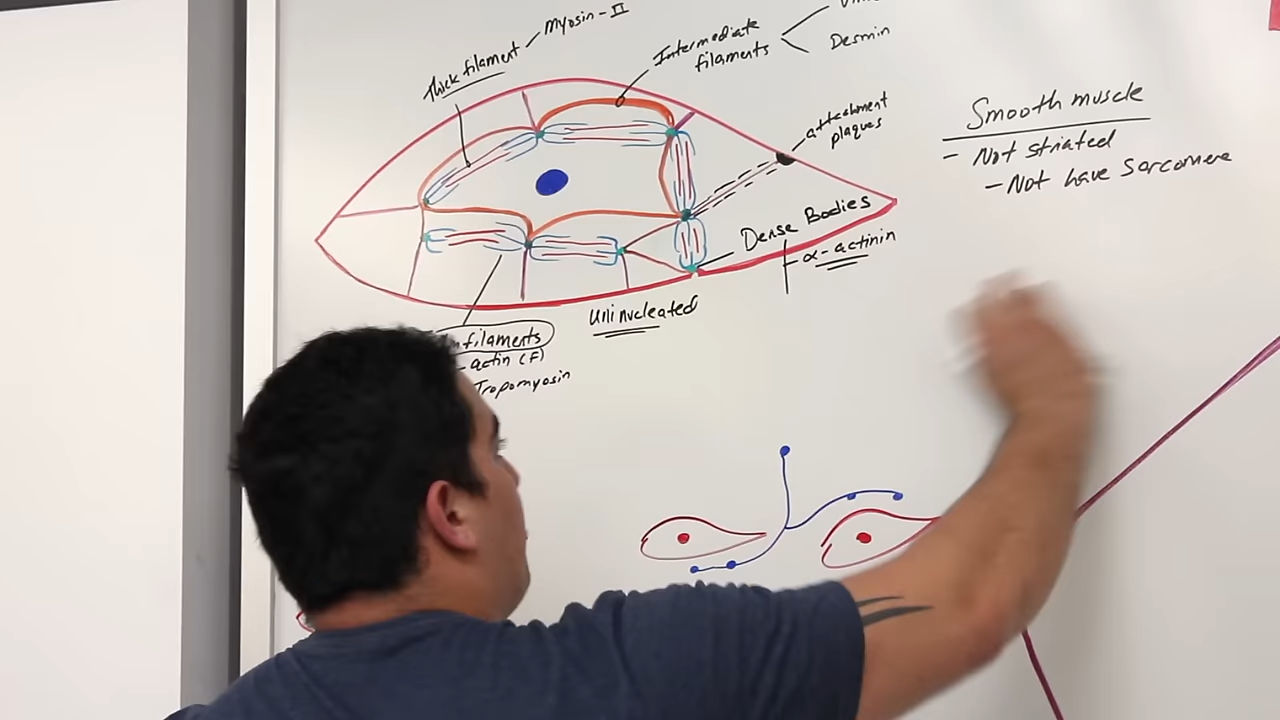 Thick filament
Myosin-II
Intermediate
filaments
Desmin
attachment
plaques
Dense Bodies
α-actinin
Uninucleated
filaments
actin (F)
Tropomyosin
Smooth muscle
- Not striated
- Not have sarcomere